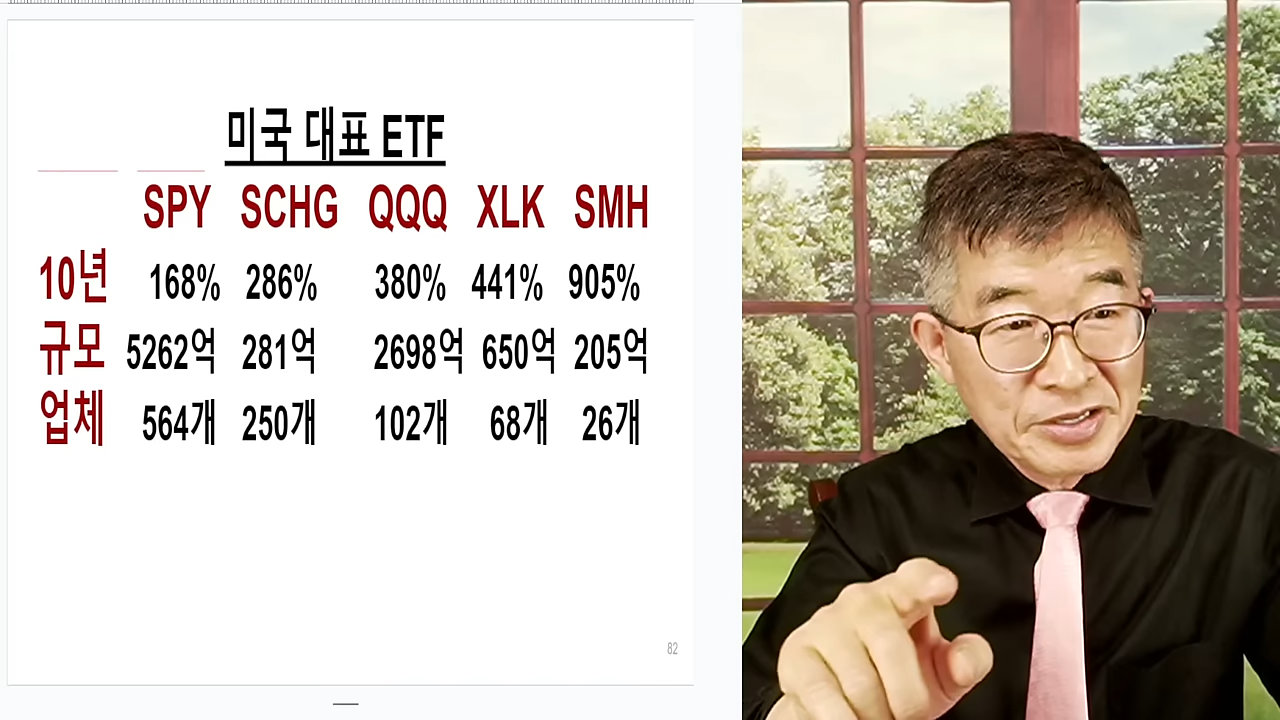 미국 대표 ETF
SPY SCHG QQQ XLK SMH
10년 168% 286% 380% 441% 905%
규모 5262억 281억 2698억 650억 205억
업체 564개 250개 102개 68개 26개
82